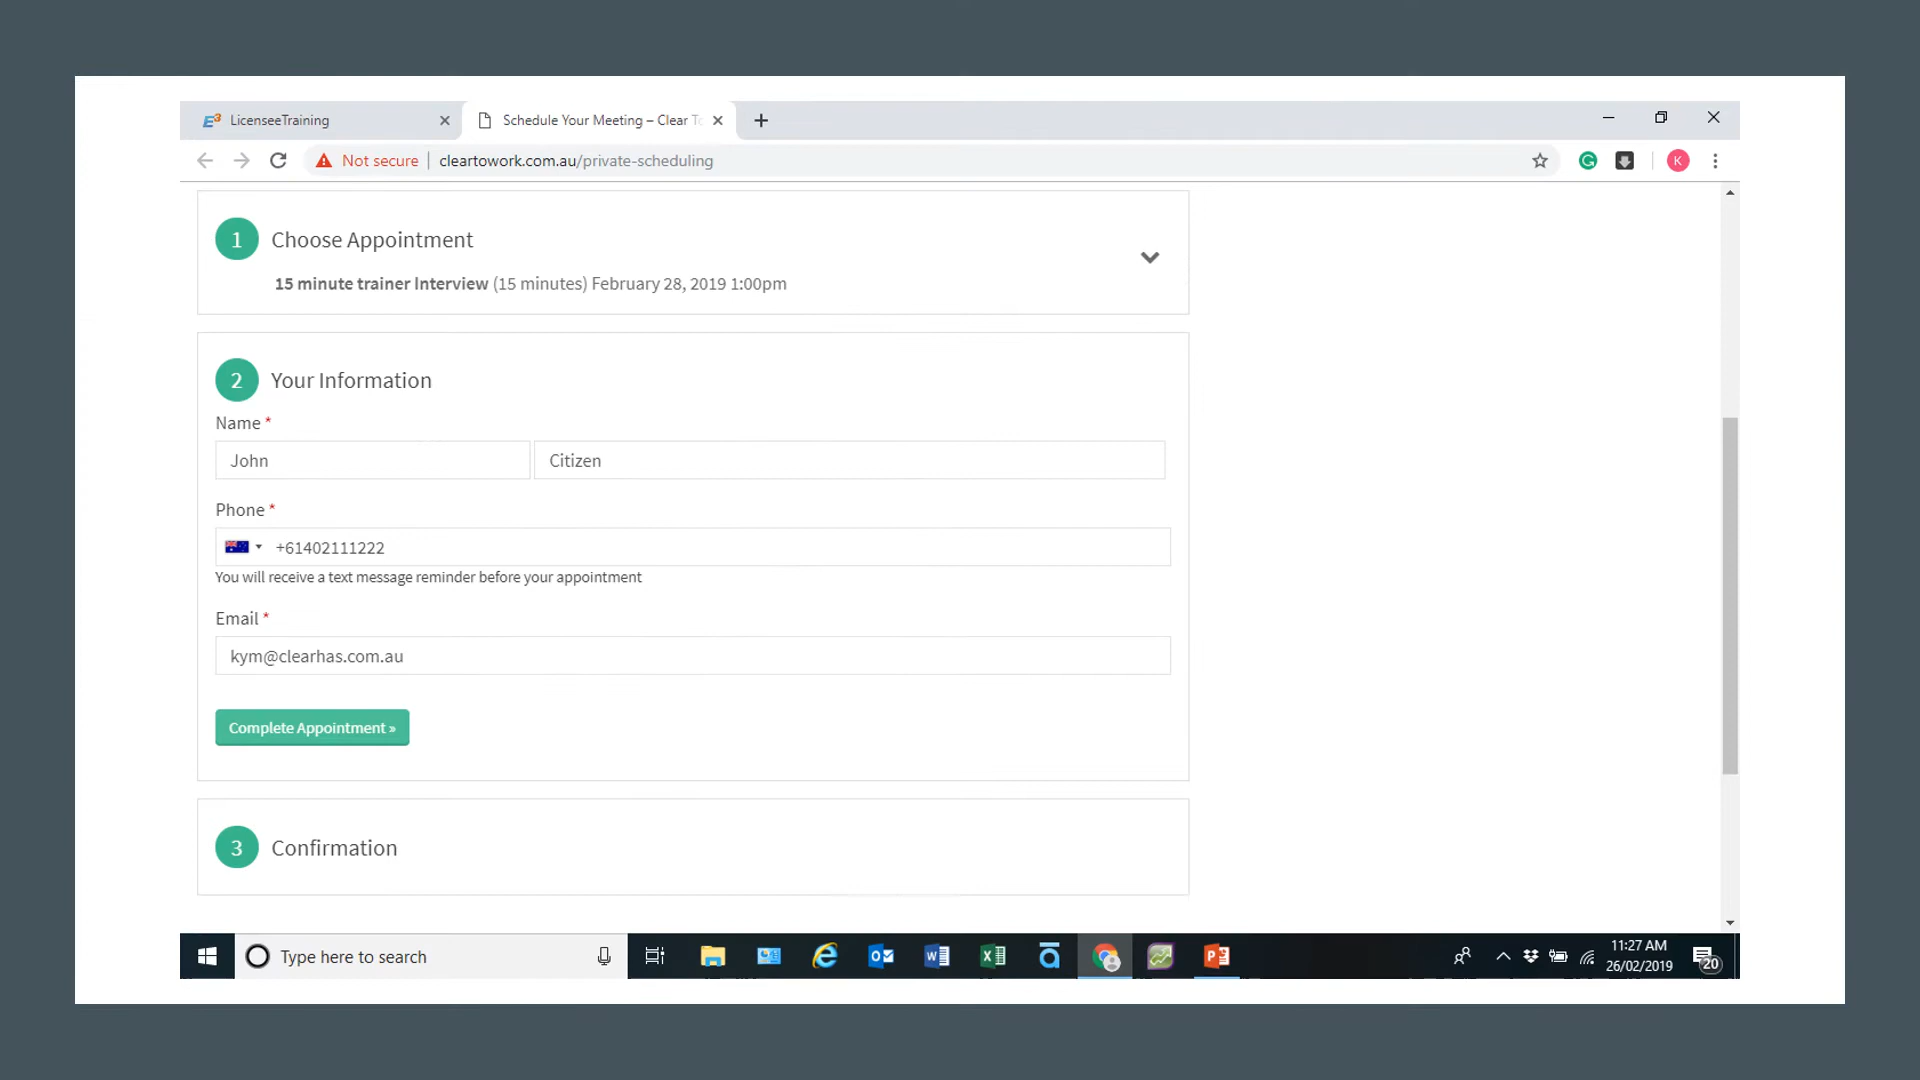 E³ LicenseeTraining
Schedule Your Meeting – Clear To
Not secure | cleartowork.com.au/private-scheduling
K
1 Choose Appointment
15 minute trainer Interview (15 minutes) February 28, 2019 1:00pm
2 Your Information
Name *
John Citizen
Phone *
+61402111222
You will receive a text message reminder before your appointment
Email *
kym@clearhas.com.au
Complete Appointment »
3 Confirmation
Type here to search
11:27 AM
26/02/2019
20